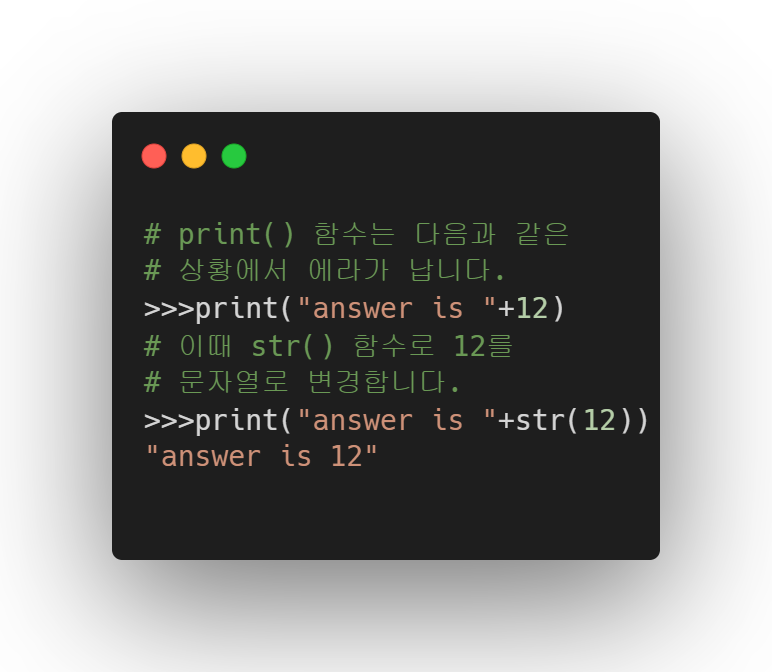 # print() 함수는 다음과 같은
# 상황에서 에라가 납니다.
>>>print("answer is "+12)
# 이때 str() 함수로 12를
# 문자열로 변경합니다.
>>>print("answer is "+str(12))
"answer is 12"